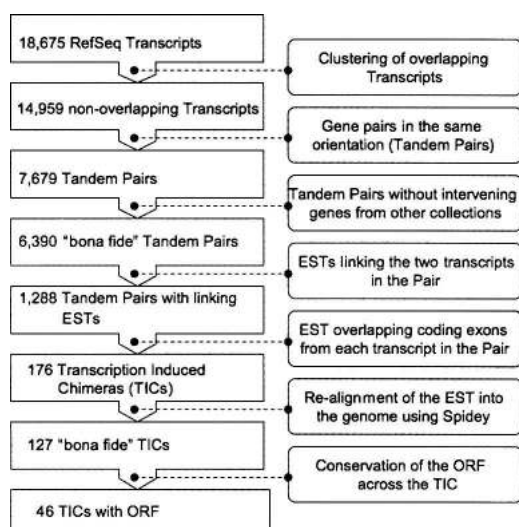 18,675 RefSeq Transcripts
Clustering of overlapping
Transcripts
14,959 non-overlapping Transcripts
Gene pairs in the same
orientation (Tandem Pairs)
7,679 Tandem Pairs
Tandem Pairs without intervening
genes from other collections
6,390 "bona fide" Tandem Pairs
ESTs linking the two transcripts
in the Pair
1,288 Tandem Pairs with linking
ESTs
EST overlapping coding exons
from each transcript in the Pair
176 Transcription Induced
Chimeras (TICs)
Re-alignment of the EST into
the genome using Spidey
127 "bona fide" TICs
Conservation of the ORF
across the TIC
46 TICs with ORF